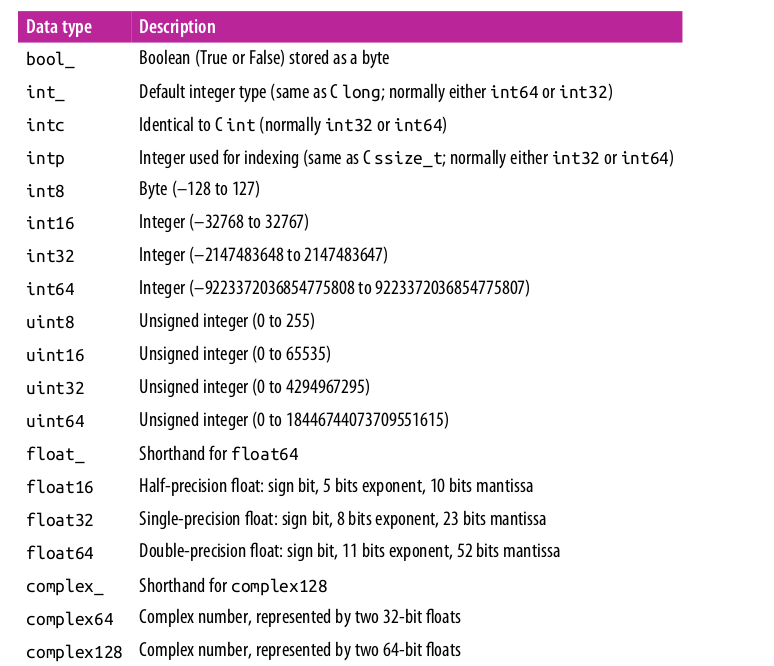 Data type Description
bool_ Boolean (True or False) stored as a byte
int_ Default integer type (same as C long; normally either int64 or int32)
intc Identical to C int (normally int32 or int64)
intp Integer used for indexing (same as C ssize_t; normally either int32 or int64)
int8 Byte (–128 to 127)
int16 Integer (–32768 to 32767)
int32 Integer (–2147483648 to 2147483647)
int64 Integer (–9223372036854775808 to 9223372036854775807)
uint8 Unsigned integer (0 to 255)
uint16 Unsigned integer (0 to 65535)
uint32 Unsigned integer (0 to 4294967295)
uint64 Unsigned integer (0 to 18446744073709551615)
float_ Shorthand for float64
float16 Half-precision float: sign bit, 5 bits exponent, 10 bits mantissa
float32 Single-precision float: sign bit, 8 bits exponent, 23 bits mantissa
float64 Double-precision float: sign bit, 11 bits exponent, 52 bits mantissa
complex_ Shorthand for complex128
complex64 Complex number, represented by two 32-bit floats
complex128 Complex number, represented by two 64-bit floats